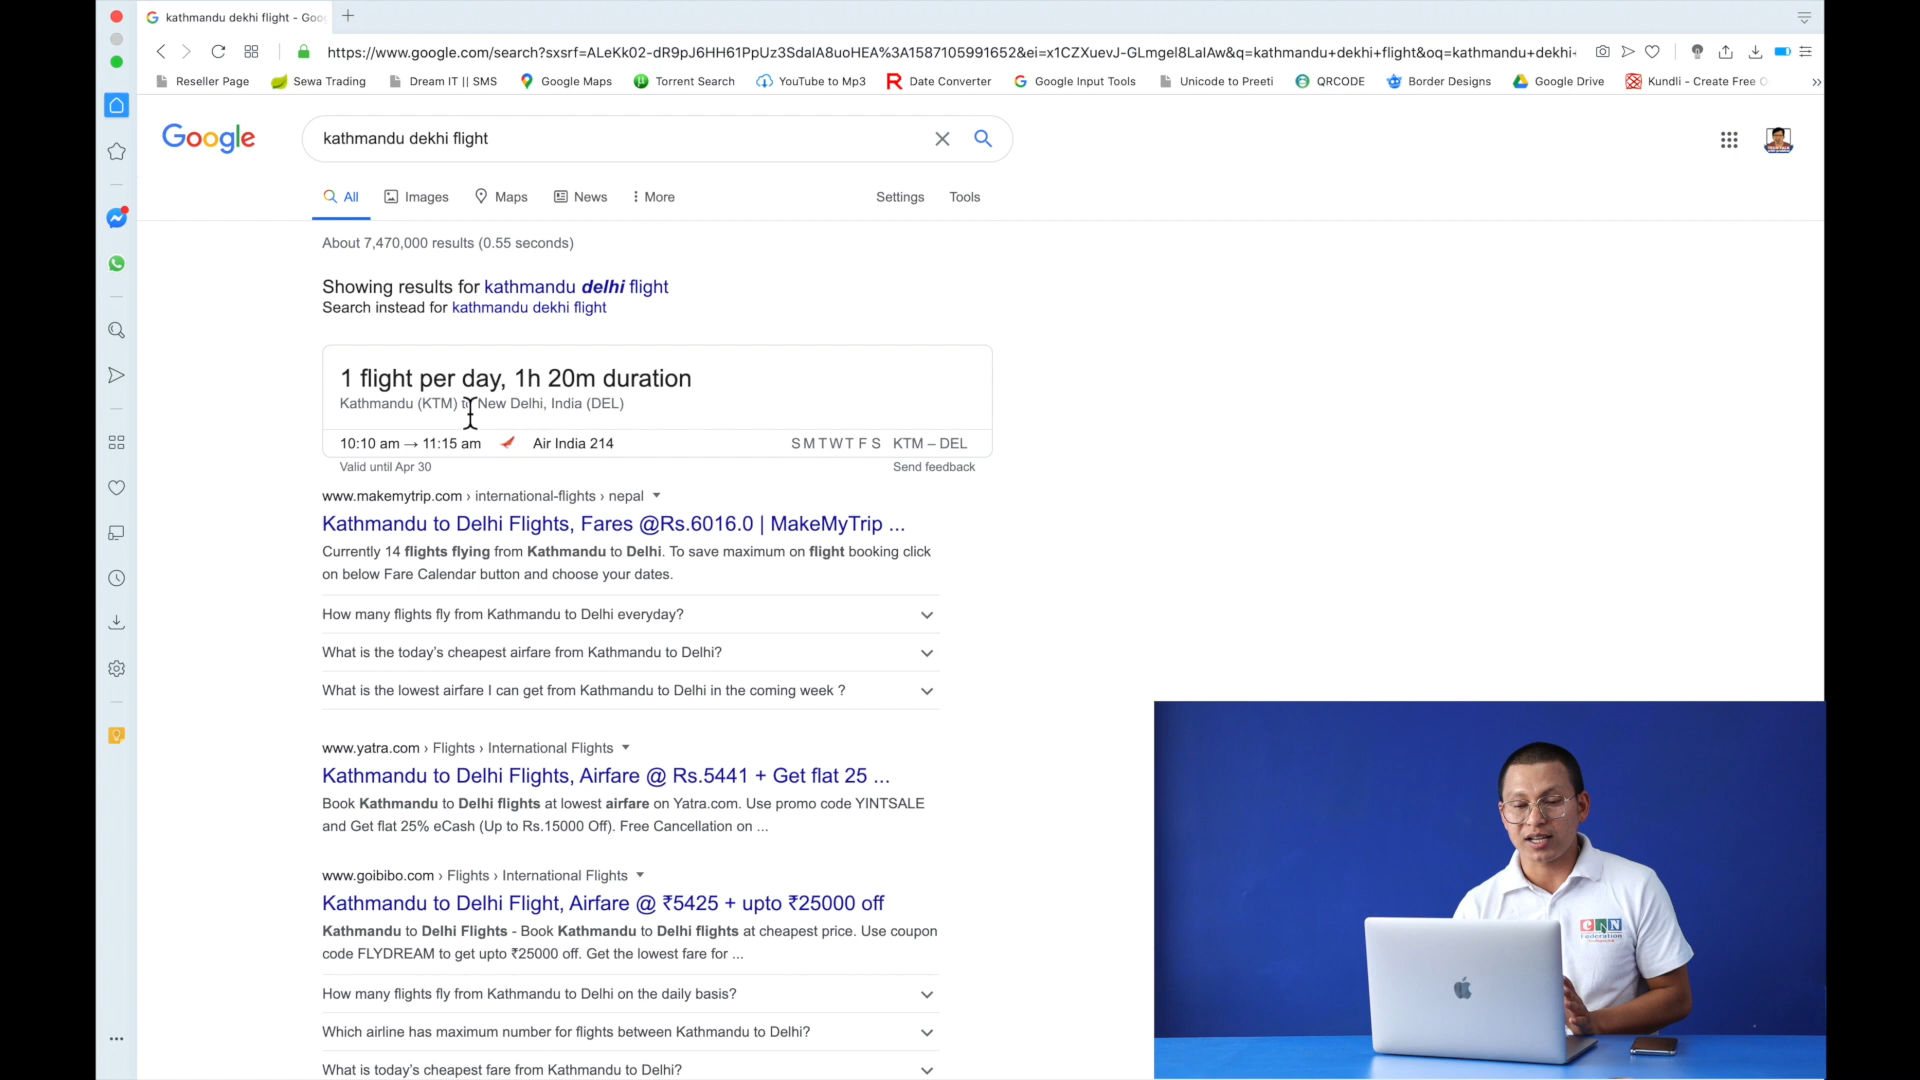 kathmandu dekhi flight - Goo
https://www.google.com/search?sxsrf=ALeKk02-dR9pJ6HH61PpUz3SdalA8uoHEA%3A1587105991652&ei=x1CZXuevJ-GLmgel8LaIAw&q=kathmandu+dekhi+flight&oq=kathmandu+dekhi-
Reseller Page Sewa Trading Dream IT || SMS Google Maps Torrent Search YouTube to Mp3 Date Converter Google Input Tools Unicode to Preeti QRCODE Border Designs Google Drive Kundli - Create Free
Google kathmandu dekhi flight
All Images Maps News More Settings Tools
About 7,470,000 results (0.55 seconds)
Showing results for kathmandu delhi flight
Search instead for kathmandu dekhi flight
1 flight per day, 1h 20m duration
Kathmandu (KTM) to New Delhi, India (DEL)
10:10 am → 11:15 am Air India 214 S M T W T F S KTM – DEL
Valid until Apr 30 Send feedback
www.makemytrip.com › international-flights › nepal
Kathmandu to Delhi Flights, Fares @Rs.6016.0 | MakeMyTrip ...
Currently 14 flights flying from Kathmandu to Delhi. To save maximum on flight booking click
on below Fare Calendar button and choose your dates.
How many flights fly from Kathmandu to Delhi everyday?
What is the today's cheapest airfare from Kathmandu to Delhi?
What is the lowest airfare I can get from Kathmandu to Delhi in the coming week ?
www.yatra.com › Flights › International Flights
Kathmandu to Delhi Flights, Airfare @ Rs.5441 + Get flat 25 ...
Book Kathmandu to Delhi flights at lowest airfare on Yatra.com. Use promo code YINTSALE
and Get flat 25% eCash (Up to Rs.15000 Off). Free Cancellation on ...
www.goibibo.com › Flights › International Flights
Kathmandu to Delhi Flight, Airfare @ ₹5425 + upto ₹25000 off
Kathmandu to Delhi Flights - Book Kathmandu to Delhi flights at cheapest price. Use coupon
code FLYDREAM to get upto ₹25000 off. Get the lowest fare for ...
How many flights fly from Kathmandu to Delhi on the daily basis?
Which airline has maximum number for flights between Kathmandu to Delhi?
What is today's cheapest fare from Kathmandu to Delhi?
Federation